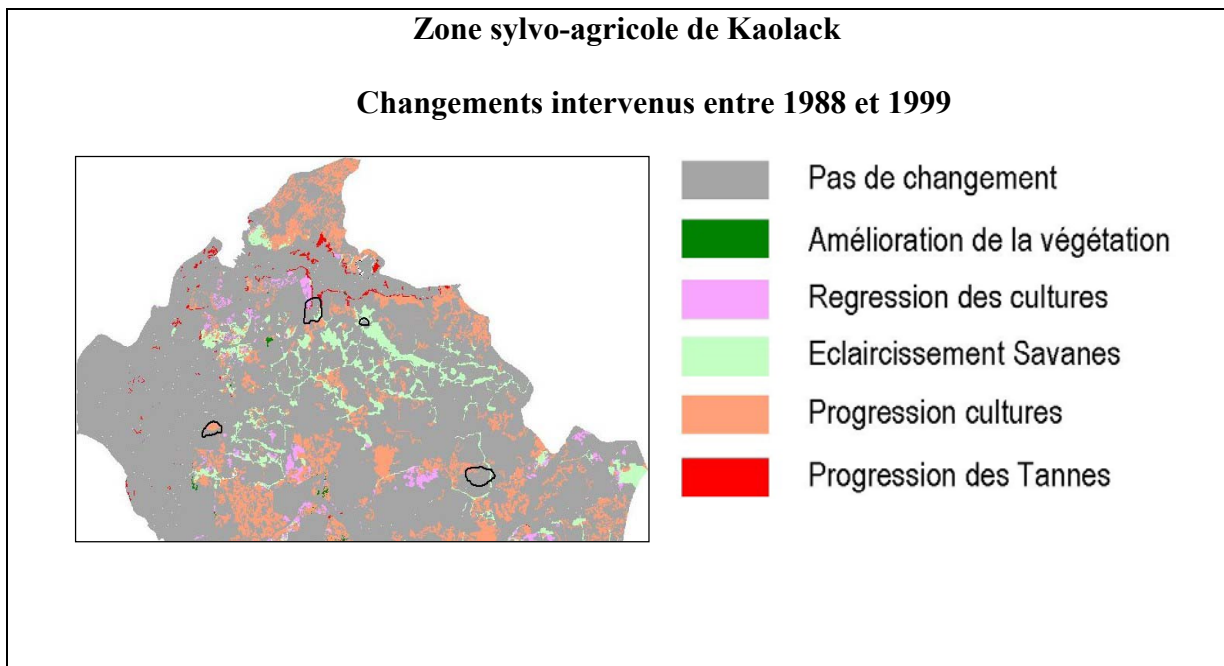 Zone sylvo-agricole de Kaolack
Changements intervenus entre 1988 et 1999
Pas de changement
Amélioration de la végétation
Regression des cultures
Eclaircissement Savanes
Progression cultures
Progression des Tannes